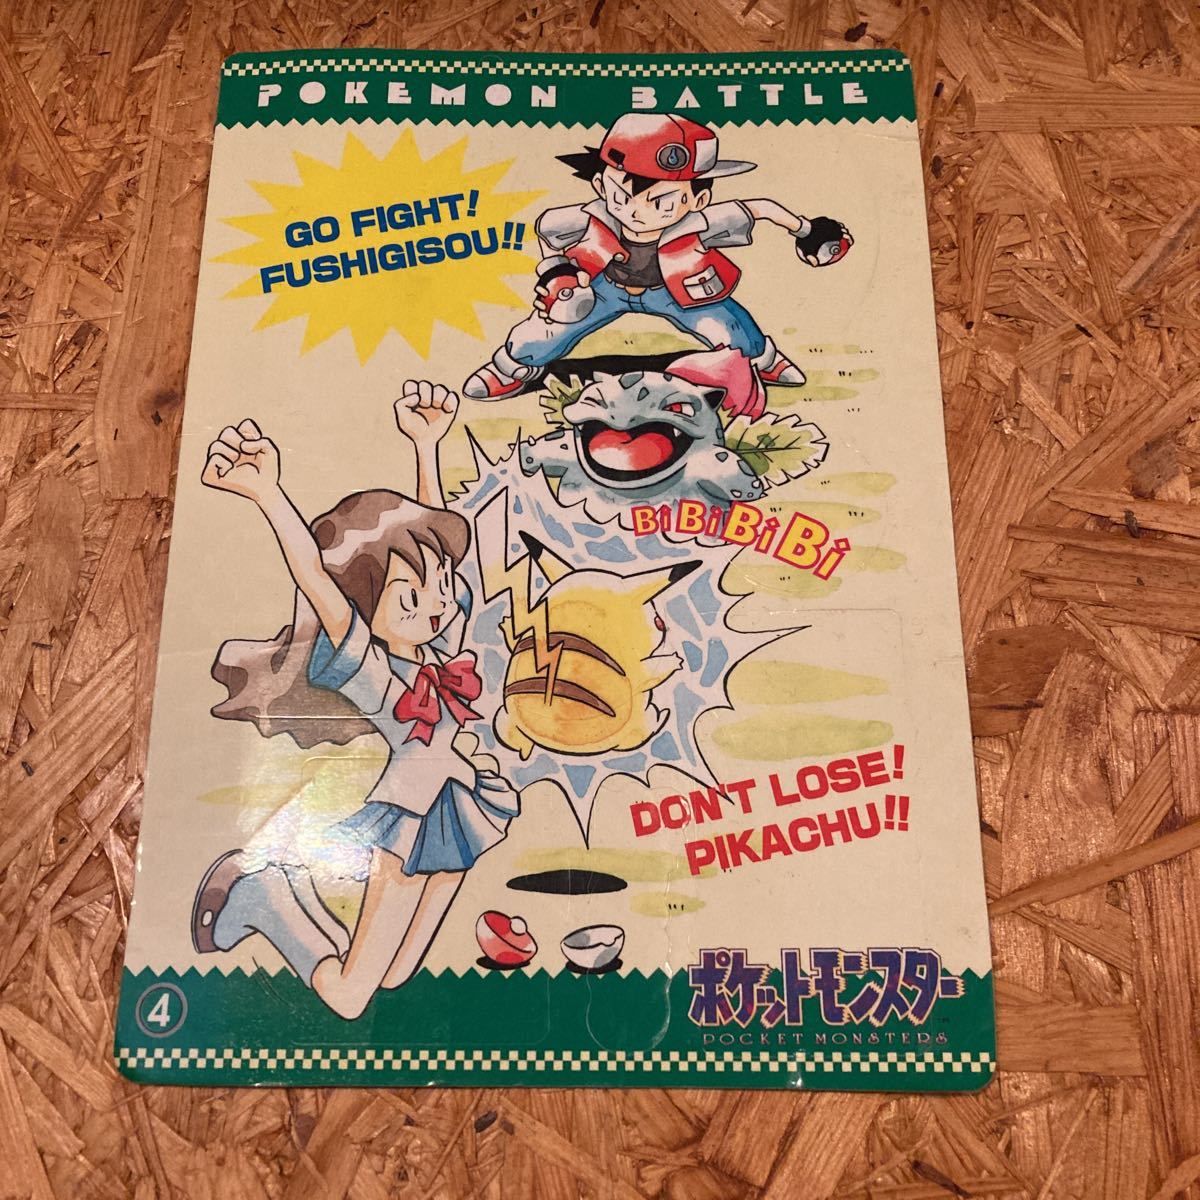 POKEMON BATTLE
GO FIGHT!
FUSHIGISOU!!
BiBiBiBi
DON'T LOSE!
PIKACHU!!
ポケットモンスター
POCKET MONSTERS
4